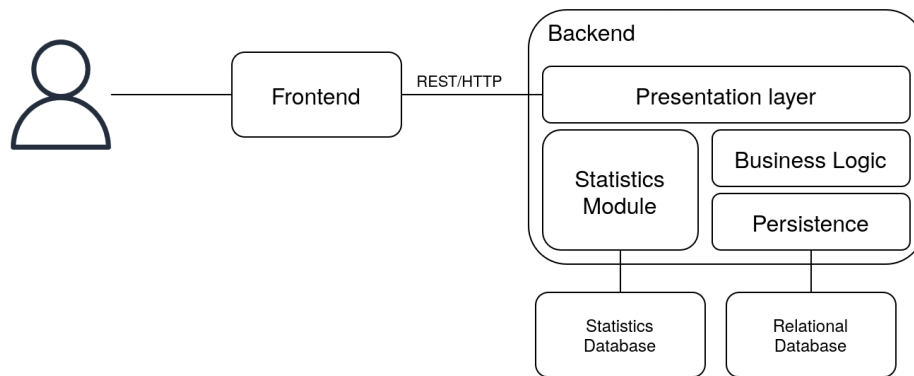 Backend
Frontend
REST/HTTP
Presentation layer
Statistics
Module
Business Logic
Persistence
Statistics
Database
Relational
Database